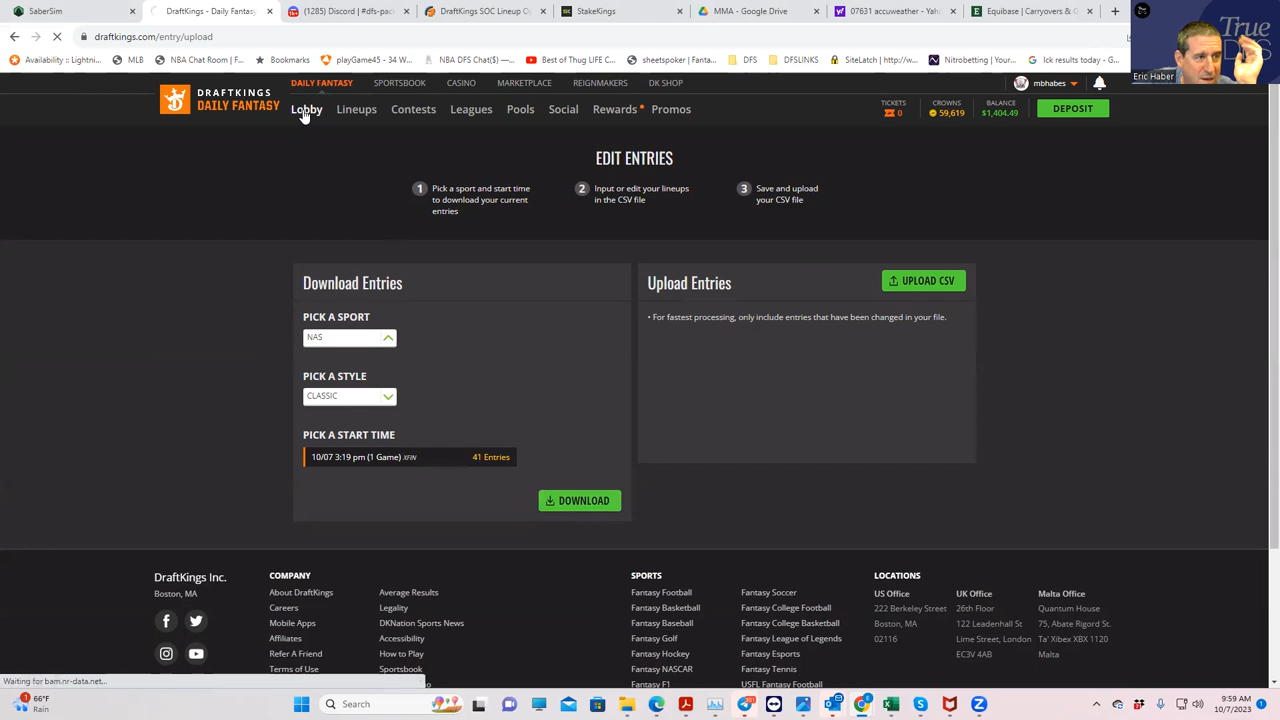 SaberSim
DraftKings - Daily Fantasy
(1285) Discord | #dfs-pack
DraftKings SOC Lineup O
StakeKings
MMA - Google Drive
07631 accuweather - Yaho
Equibase | Carryovers & G
draftkings.com/entry/upload
Availability :: Lightni...
MLB
NBA Chat Room F...
Bookmarks
playGame45 - 34 W...
NBA DFS Chat($)—...
Best of Thug LIFE C...
sheetspoker | Fanta...
DFS
DFSLINKS
SiteCatalyst | http://w...
Nitrobetting | Your...
Ick results today - G...
True
DFS
Eric Haber
DAILY FANTASY
SPORTSBOOK
CASINO
MARKETPLACE
REIGNMAKERS
DK SHOP
mbhabes
DRAFTKINGS
DAILY FANTASY
Lobby
Lineups
Contests
Leagues
Pools
Social
Rewards
Promos
TICKETS
0
CROWNS
59,619
BALANCE
$1,404.49
DEPOSIT
EDIT ENTRIES
1 Pick a sport and start time
to download your current
entries
2 Input or edit your lineups
in the CSV file
3 Save and upload
your CSV file
Download Entries
PICK A SPORT
NAS
PICK A STYLE
CLASSIC
PICK A START TIME
10/07 3:19 pm (1 Game) XFIN 41 Entries
DOWNLOAD
Upload Entries
UPLOAD CSV
• For fastest processing, only include entries that have been changed in your file.
DraftKings Inc.
Boston, MA
COMPANY
About DraftKings
Careers
Mobile Apps
Affiliates
Refer A Friend
Terms of Use
Average Results
Legality
DKNation Sports News
Accessibility
How to Play
Sportsbook
SPORTS
Fantasy Football
Fantasy Basketball
Fantasy Baseball
Fantasy Golf
Fantasy Hockey
Fantasy NASCAR
Fantasy F1
Fantasy Soccer
Fantasy College Football
Fantasy College Basketball
Fantasy League of Legends
Fantasy Esports
Fantasy Tennis
USFL Fantasy Football
LOCATIONS
US Office
222 Berkeley Street
Boston, MA
02116
UK Office
26th Floor
122 Leadenhall St
Lime Street, London
EC3V 4AB
Malta Office
Quantum House
75, Abate Rigord St.
Ta' Xibex XBX 1120
Malta
Waiting for bam.nr-data.net...
66°F
Rain
Search
9:59 AM
10/7/2023